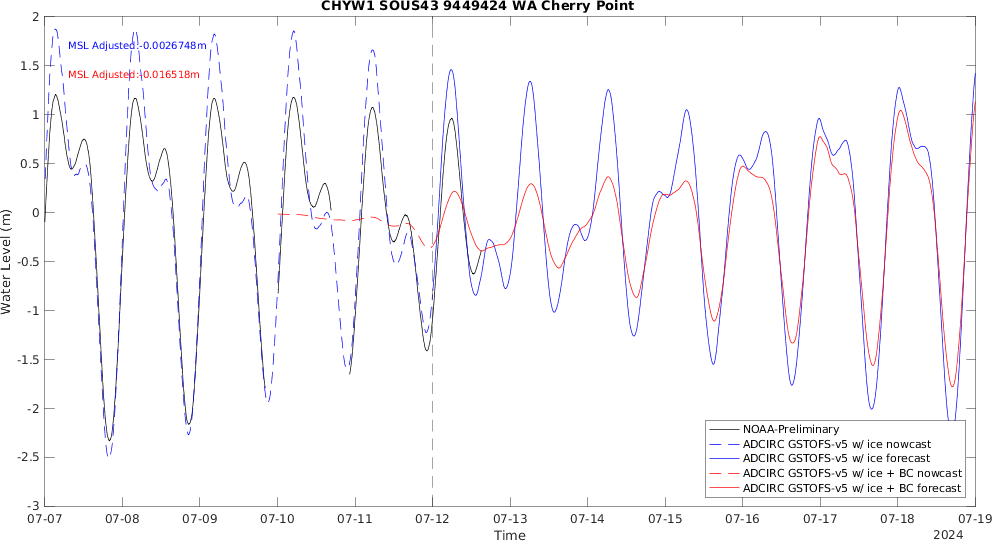 CHYW1 SOUS43 9449424 WA Cherry Point
MSL Adjusted:-0.0026748m
MSL Adjusted:-0.016518m
Water Level (m)
2
1.5
1
0.5
0
-0.5
-1
-1.5
-2
-2.5
-3
NOAA-Preliminary
ADCIRC GSTOFS-v5 w/ ice nowcast
ADCIRC GSTOFS-v5 w/ ice forecast
ADCIRC GSTOFS-v5 w/ ice + BC nowcast
ADCIRC GSTOFS-v5 w/ ice + BC forecast
07-07 07-08 07-09 07-10 07-11 07-12 07-13 07-14 07-15 07-16 07-17 07-18 07-19
Time
2024